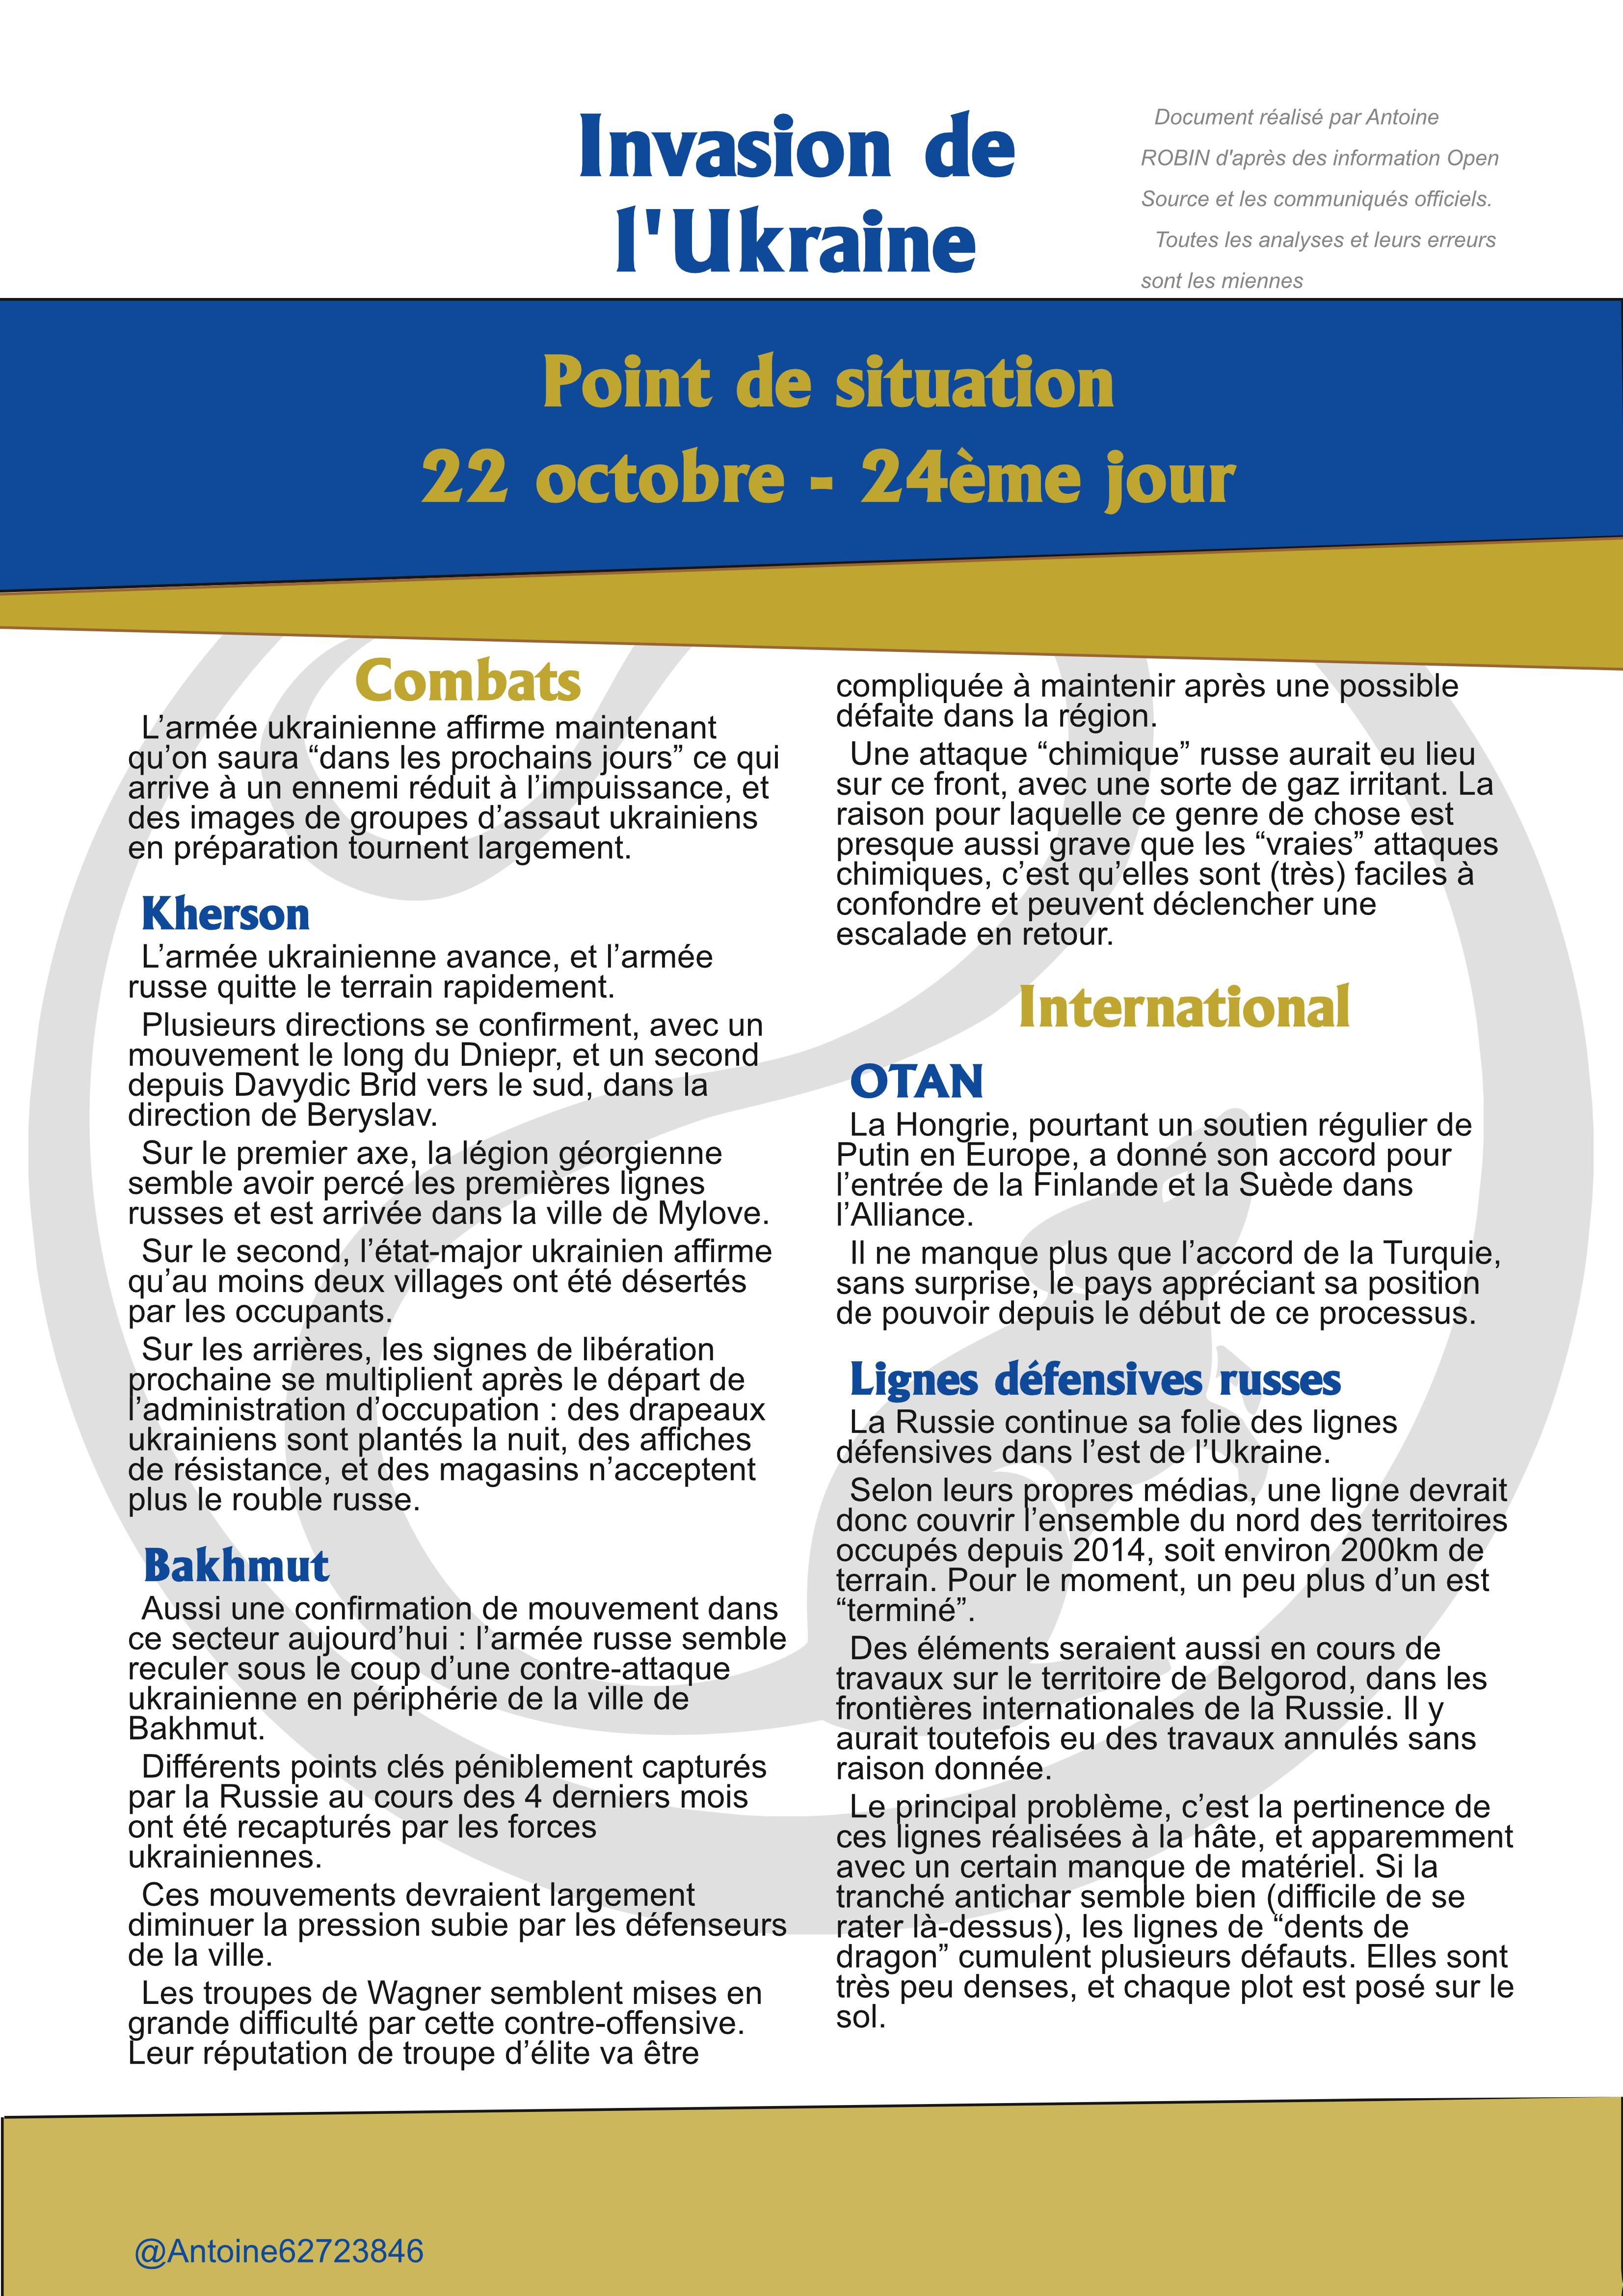 Invasion de
l'Ukraine
Document réalisé par Antoine
ROBIN d'après des information Open
Source et les communiqués officiels.
Toutes les analyses et leurs erreurs
sont les miennes
Point de situation
22 octobre - 24ème jour
Combats
L’armée ukrainienne affirme maintenant
qu’on saura “dans les prochains jours” ce qui
arrive à un ennemi réduit à l’impuissance, et
des images de groupes d’assaut ukrainiens
en préparation tournent largement.
Kherson
L’armée ukrainienne avance, et l’armée
russe quitte le terrain rapidement.
Plusieurs directions se confirment, avec un
mouvement le long du Dniepr, et un second
depuis Davydic Brid vers le sud, dans la
direction de Beryslav.
Sur le premier axe, la légion géorgienne
semble avoir percé les premières lignes
russes et est arrivée dans la ville de Mylove.
Sur le second, l’état-major ukrainien affirme
qu’au moins deux villages ont été désertés
par les occupants.
Sur les arrières, les signes de libération
prochaine se multiplient après le départ de
l’administration d’occupation : des drapeaux
ukrainiens sont plantés la nuit, des affiches
de résistance, et des magasins n’acceptent
plus le rouble russe.
Bakhmut
Aussi une confirmation de mouvement dans
ce secteur aujourd’hui : l’armée russe semble
reculer sous le coup d’une contre-attaque
ukrainienne en périphérie de la ville de
Bakhmut.
Différents points clés péniblement capturés
par la Russie au cours des 4 derniers mois
ont été recapturés par les forces
ukrainiennes.
Ces mouvements devraient largement
diminuer la pression subie par les défenseurs
de la ville.
Les troupes de Wagner semblent mises en
grande difficulté par cette contre-offensive.
Leur réputation de troupe d’élite va être
compliquée à maintenir après une possible
défaite dans la région.
Une attaque “chimique” russe aurait eu lieu
sur ce front, avec une sorte de gaz irritant. La
raison pour laquelle ce genre de chose est
presque aussi grave que les “vraies” attaques
chimiques, c’est qu’elles sont (très) faciles à
confondre et peuvent déclencher une
escalade en retour.
International
OTAN
La Hongrie, pourtant un soutien régulier de
Putin en Europe, a donné son accord pour
l’entrée de la Finlande et la Suède dans
l’Alliance.
Il ne manque plus que l’accord de la Turquie,
sans surprise, le pays appréciant sa position
de pouvoir depuis le début de ce processus.
Lignes défensives russes
La Russie continue sa folie des lignes
défensives dans l’est de l’Ukraine.
Selon leurs propres médias, une ligne devrait
donc couvrir l’ensemble du nord des territoires
occupés depuis 2014, soit environ 200km de
terrain. Pour le moment, un peu plus d’un est
“terminé”.
Des éléments seraient aussi en cours de
travaux sur le territoire de Belgorod, dans les
frontières internationales de la Russie. Il y
aurait toutefois eu des travaux annulés sans
raison donnée.
Le principal problème, c’est la pertinence de
ces lignes réalisées à la hâte, et apparemment
avec un certain manque de matériel. Si la
tranché antichar semble bien (difficile de se
rater là-dessus), les lignes de “dents de
dragon” cumulent plusieurs défauts. Elles sont
très peu denses, et chaque plot est posé sur le
sol.
@Antoine62723846